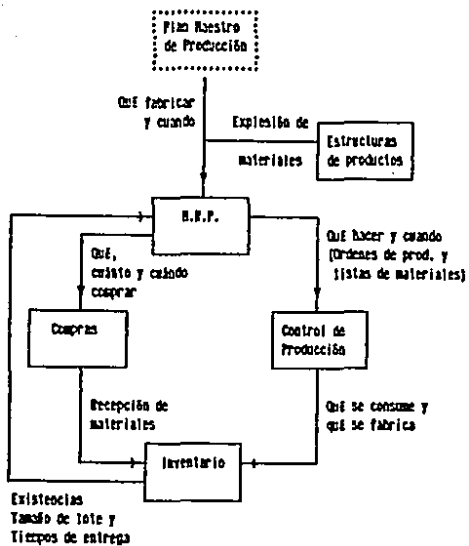 Plan Maestro
de Producción
QUÉ fabricar
y cuando
Explosión de
materiales
Estructuras
de productos
M.R.P.
QUÉ,
cuánto y cuándo
comprar
QUÉ hacer y cuando
(Ordenes de prod. y
listas de materiales)
Compras
Control de
Producción
Recepción de
materiales
QUÉ se consume y
qué se fabrica
Inventario
Existencias
Tamaño de lote y
Tiempos de entrega